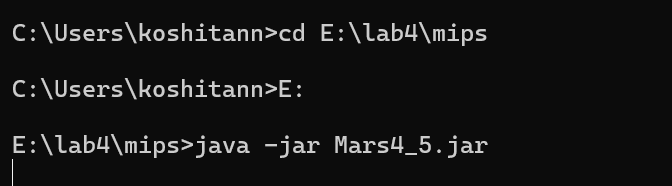 C:\Users\koshitann>cd E:\lab4\mips
C:\Users\koshitann>E:
E:\lab4\mips>java -jar Mars4_5.jar